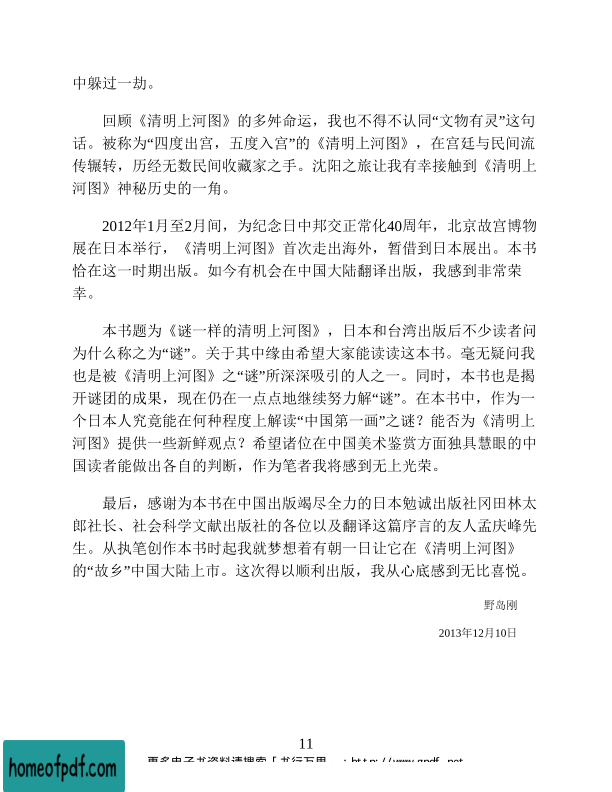 中躲过一劫。
回顾《清明上河图》的多舛命运，我也不得不认同“文物有灵”这句
话。被称为“四度出宫，五度入宫”的《清明上河图》，在宫廷与民间流
传辗转，历经无数民间收藏家之手。沈阳之旅让我有幸接触到《清明上
河图》神秘历史的一角。
2012年1月至2月间，为纪念日中邦交正常化40周年，北京故宫博物
展在日本举行，《清明上河图》首次走出海外，暂借到日本展出。本书
恰在这一时期出版。如今有机会在中国大陆翻译出版，我感到非常荣
幸。
本书题为《谜一样的清明上河图》，日本和台湾出版后不少读者问
为什么称之为“谜”。关于其中缘由希望大家能读读这本书。毫无疑问我
也是被《清明上河图》之“谜”所深深吸引的人之一。同时，本书也是揭
开谜团的成果，现在仍在一点点地继续努力解“谜”。在本书中，作为一
个日本人究竟能在何种程度上解读“中国第一画”之谜？能否为《清明上
河图》提供一些新鲜观点？希望诸位在中国美术鉴赏方面独具慧眼的中
国读者能做出各自的判断，作为笔者我将感到无上光荣。
最后，感谢为本书在中国出版竭尽全力的日本勉诚出版社冈田林太
郎社长、社会科学文献出版社的各位以及翻译这篇序言的友人孟庆峰先
生。从执笔创作本书时起我就梦想着有朝一日让它在《清明上河图》
的“故乡”中国大陆上市。这次得以顺利出版，我从心底感到无比喜悦。
野岛刚
2013年12月10日
11
homeofpdf.com